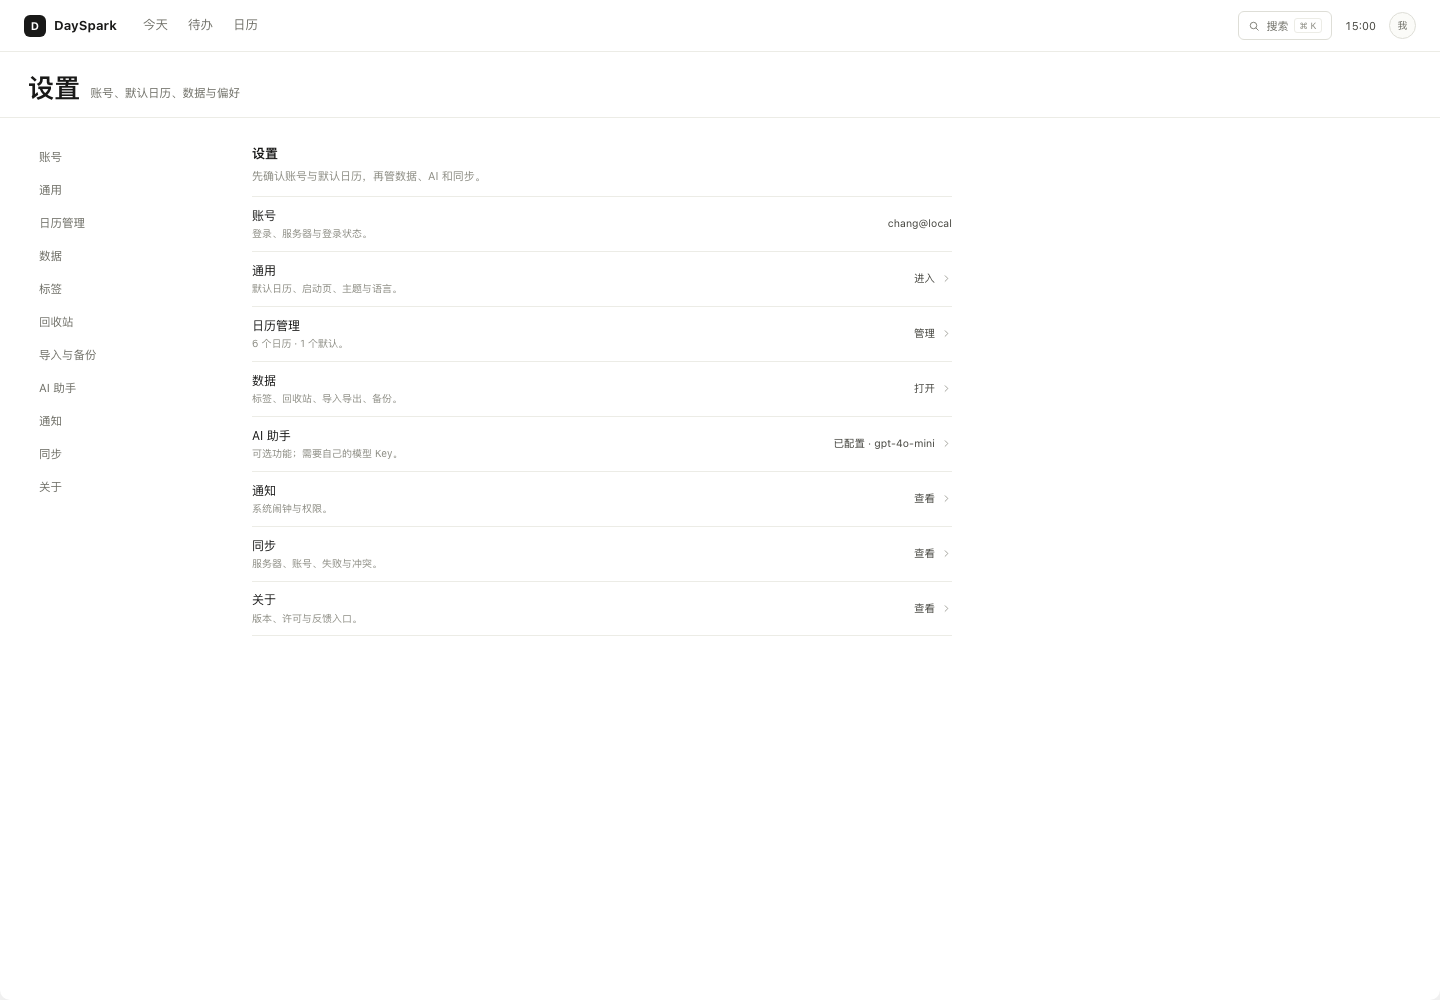 D DaySpark 今天 待办 日历 搜索 ⌘ K 15:00 我
设置 账号、默认日历、数据与偏好
账号
通用
日历管理
数据
标签
回收站
导入与备份
AI 助手
通知
同步
关于
设置
先确认账号与默认日历，再管数据、AI 和同步。
账号
登录、服务器与登录状态。
chang@local
通用
默认日历、启动页、主题与语言。
进入
日历管理
6 个日历 · 1 个默认。
管理
数据
标签、回收站、导入导出、备份。
打开
AI 助手
可选功能；需要自己的模型 Key。
已配置 · gpt-4o-mini
通知
系统闹钟与权限。
查看
同步
服务器、账号、失败与冲突。
查看
关于
版本、许可与反馈入口。
查看